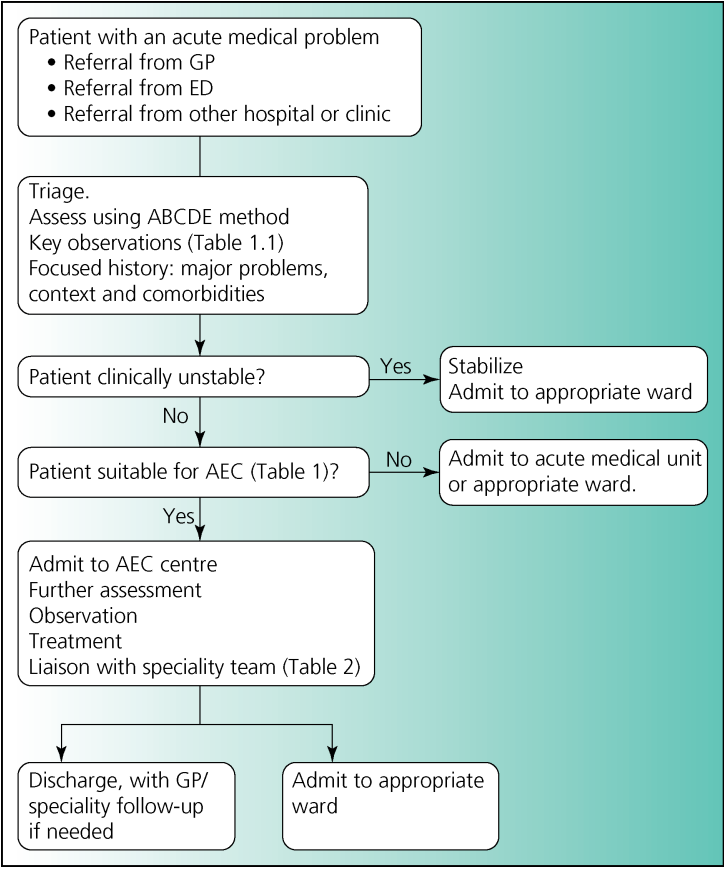 Patient with an acute medical problem
• Referral from GP
• Referral from ED
• Referral from other hospital or clinic
Triage.
Assess using ABCDE method
Key observations (Table 1.1)
Focused history: major problems,
context and comorbidities
Patient clinically unstable?
Yes
Stabilize
Admit to appropriate ward
No
Patient suitable for AEC (Table 1)?
No
Admit to acute medical unit
or appropriate ward.
Yes
Admit to AEC centre
Further assessment
Observation
Treatment
Liaison with speciality team (Table 2)
Discharge, with GP/
speciality follow-up
if needed
Admit to appropriate
ward